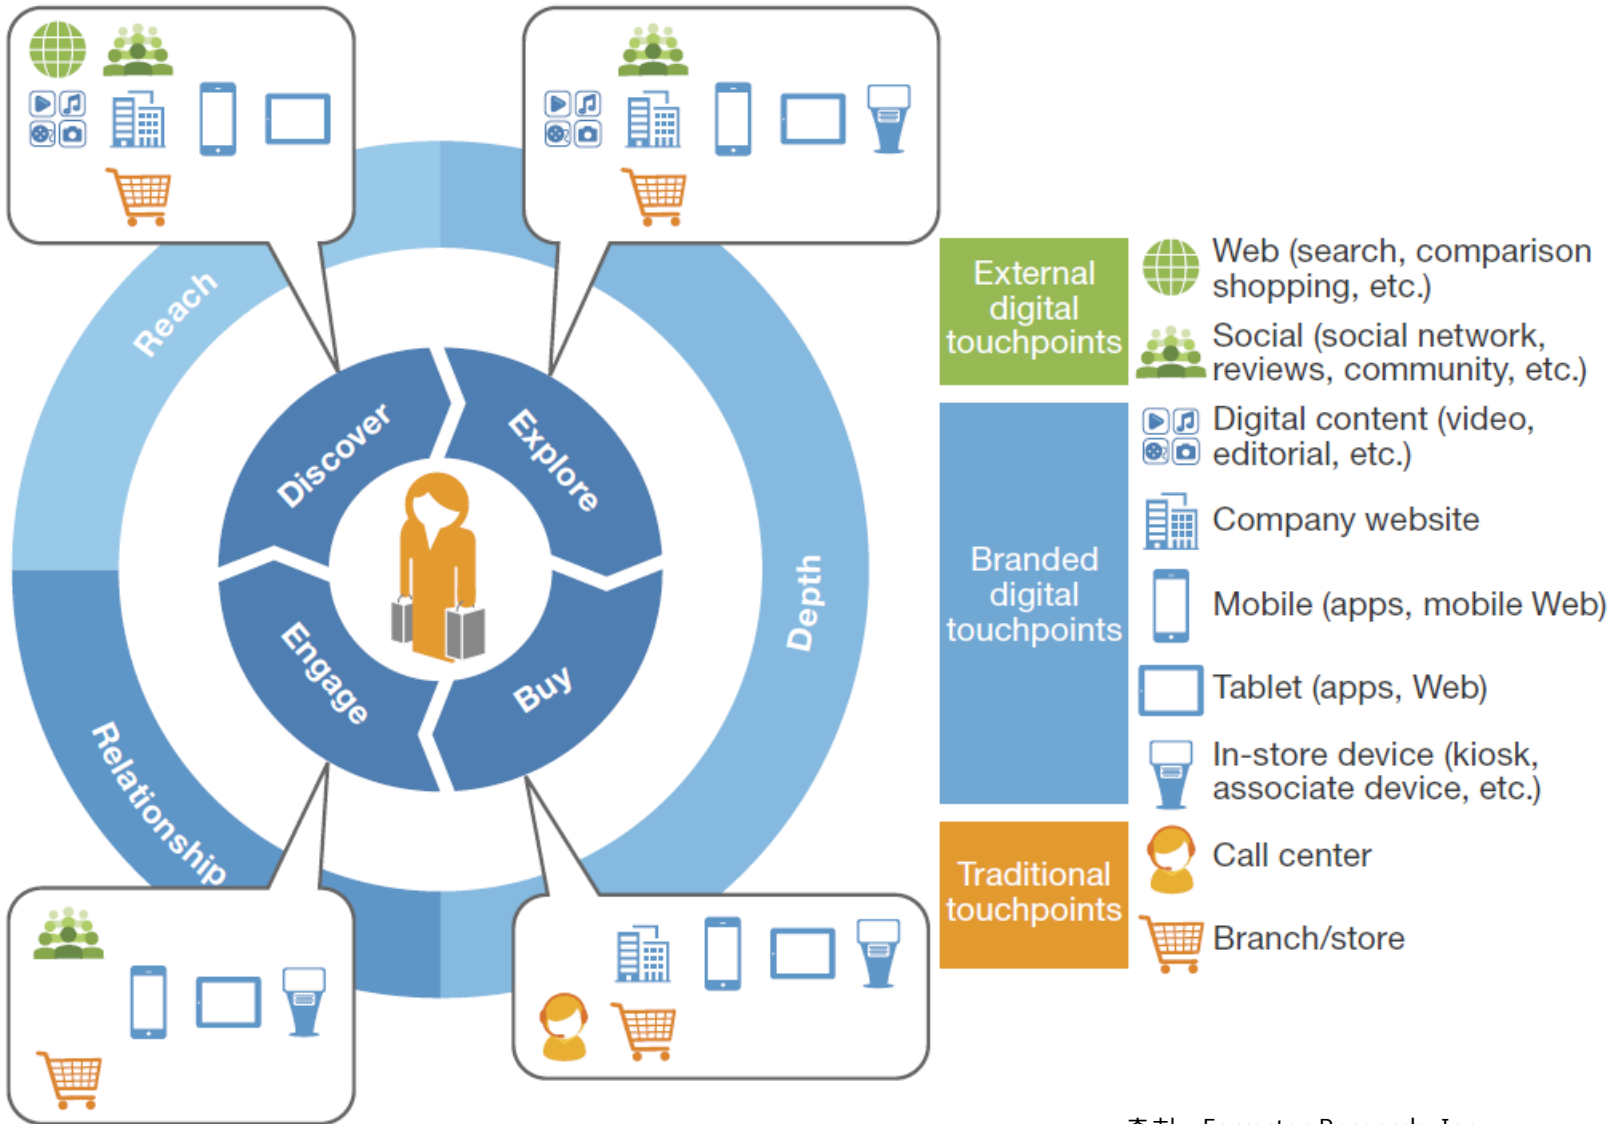 Reach
Discover
Explore
Engage
Buy
Depth
Relationship
External
digital
touchpoints
Web (search, comparison
shopping, etc.)
Social (social network,
reviews, community, etc.)
Branded
digital
touchpoints
Digital content (video,
editorial, etc.)
Company website
Mobile (apps, mobile Web)
Tablet (apps, Web)
In-store device (kiosk,
associate device, etc.)
Traditional
touchpoints
Call center
Branch/store